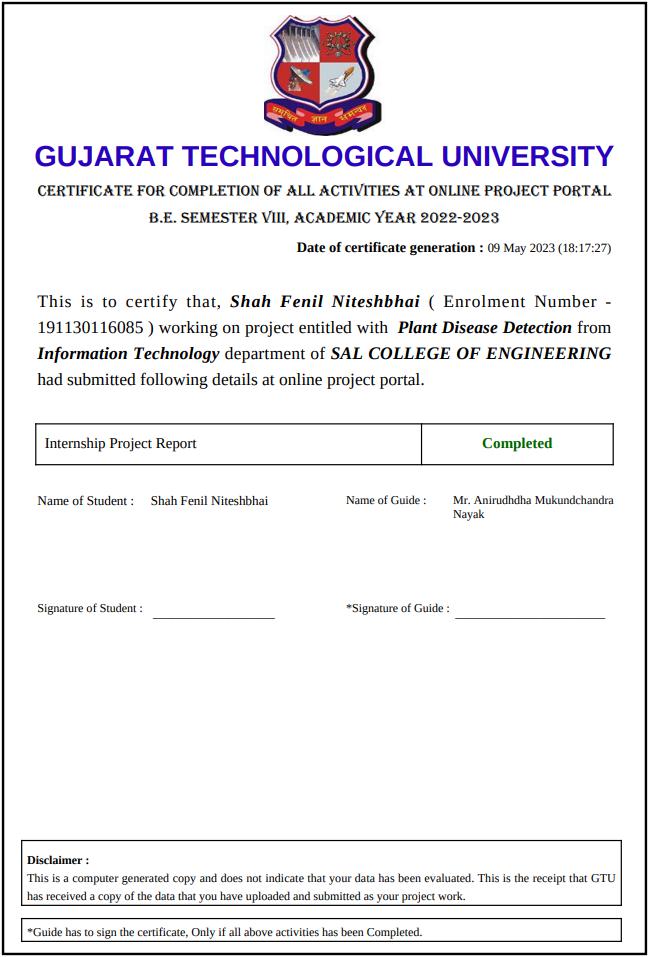 समुचित ज्ञान समन्वय
GUJARAT TECHNOLOGICAL UNIVERSITY
CERTIFICATE FOR COMPLETION OF ALL ACTIVITIES AT ONLINE PROJECT PORTAL
B.E. SEMESTER VIII, ACADEMIC YEAR 2022-2023
Date of certificate generation : 09 May 2023 (18:17:27)
This is to certify that, Shah Fenil Niteshbhai ( Enrolment Number -
191130116085 ) working on project entitled with Plant Disease Detection from
Information Technology department of SAL COLLEGE OF ENGINEERING
had submitted following details at online project portal.
Internship Project Report Completed
Name of Student : Shah Fenil Niteshbhai Name of Guide : Mr. Anirudhdha Mukundchandra
Nayak
Signature of Student : *Signature of Guide :
Disclaimer :
This is a computer generated copy and does not indicate that your data has been evaluated. This is the receipt that GTU
has received a copy of the data that you have uploaded and submitted as your project work.
*Guide has to sign the certificate, Only if all above activities has been Completed.